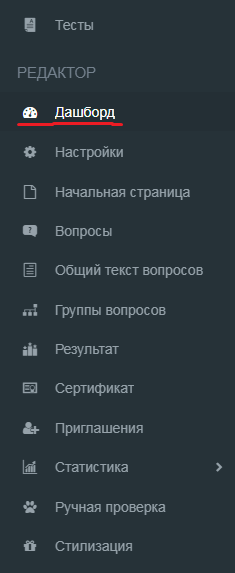 Тесты
РЕДАКТОР
Дашборд
Настройки
Начальная страница
Вопросы
Общий текст вопросов
Группы вопросов
Результат
Сертификат
Приглашения
Статистика
Ручная проверка
Стилизация